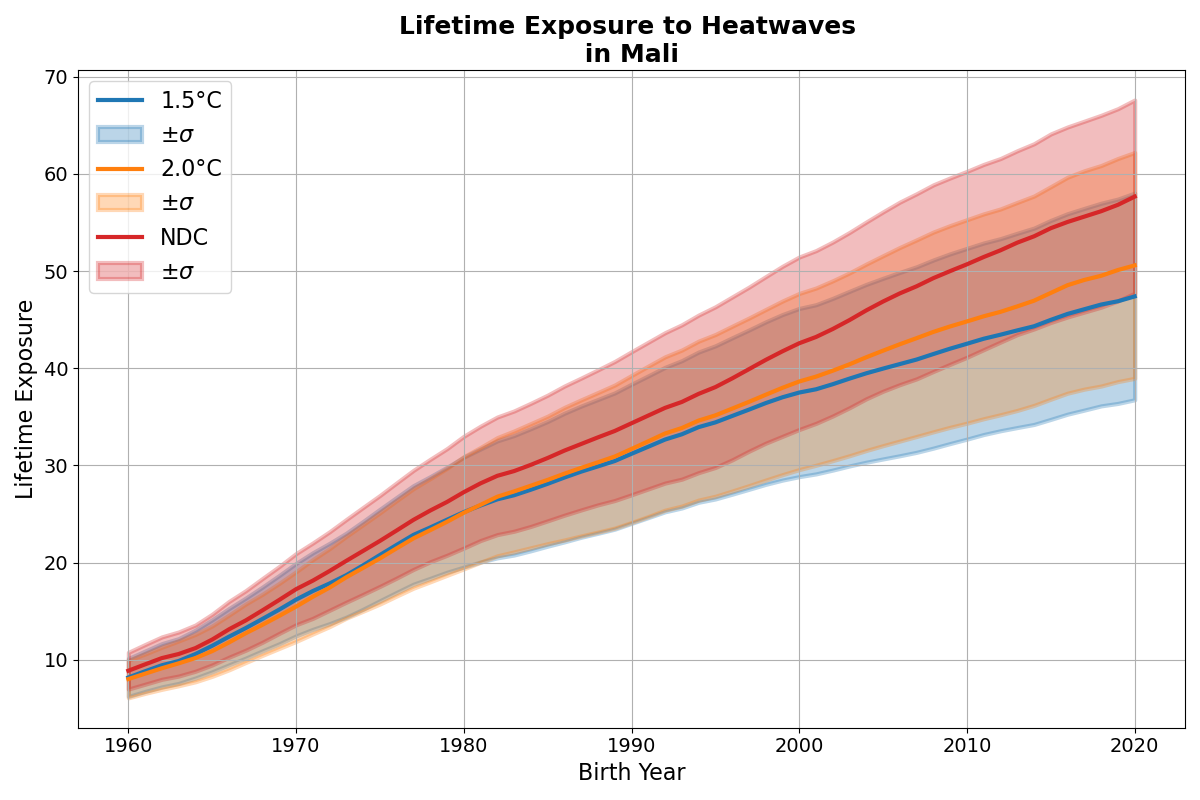 Lifetime Exposure to Heatwaves
in Mali
70
60
50
40
30
20
10
Lifetime Exposure
1.5°C
±σ
2.0°C
±σ
NDC
±σ
1960 1970 1980 1990 2000 2010 2020
Birth Year